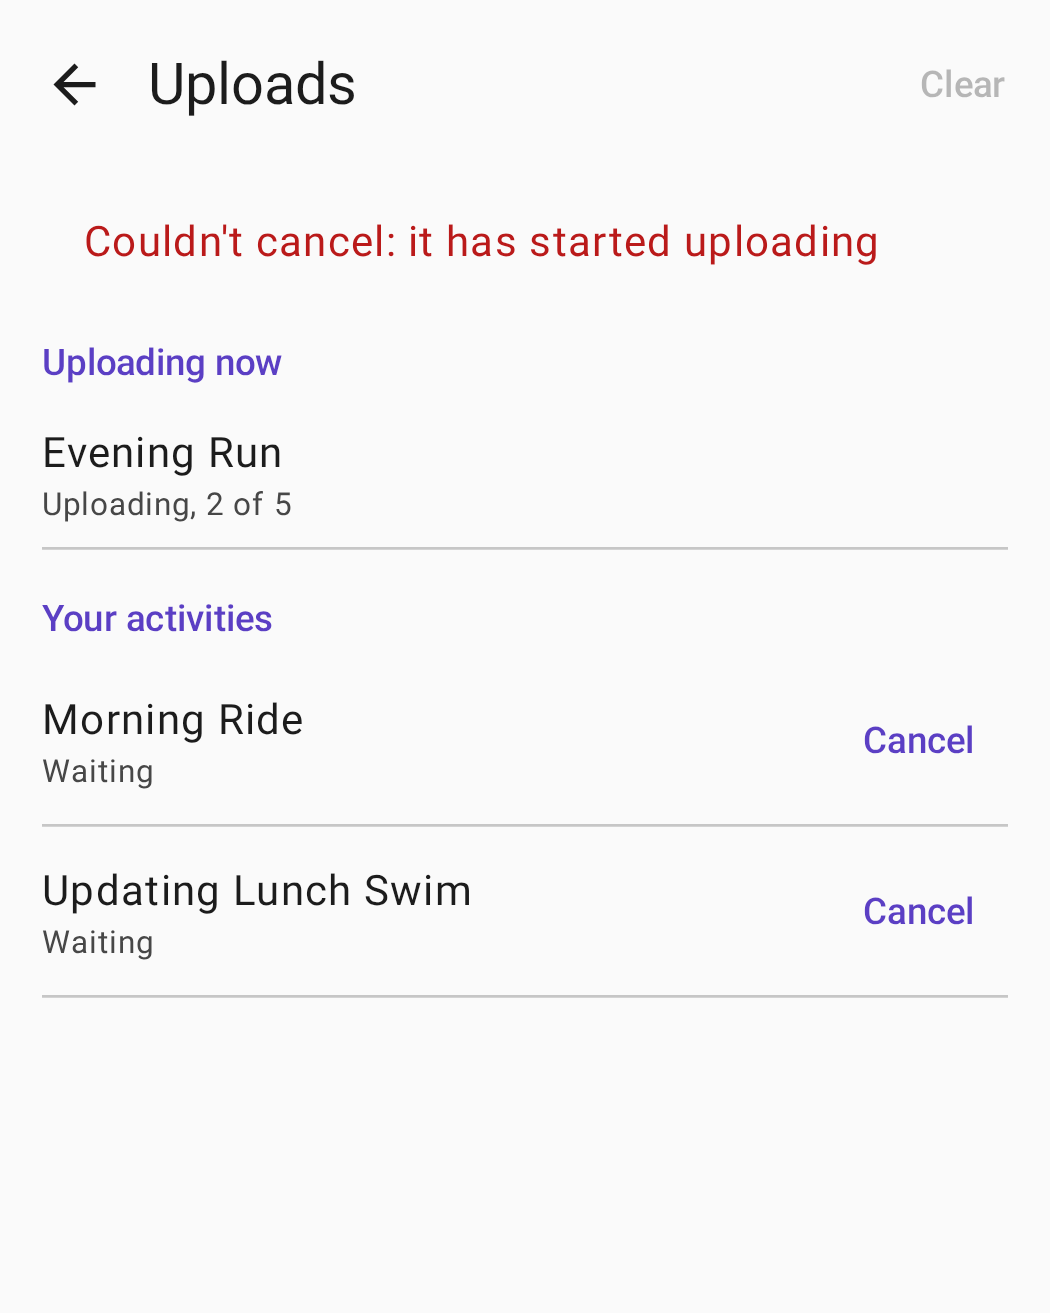 Uploads
Clear
Couldn't cancel: it has started uploading
Uploading now
Evening Run
Uploading, 2 of 5
Your activities
Morning Ride
Waiting
Cancel
Updating Lunch Swim
Waiting
Cancel